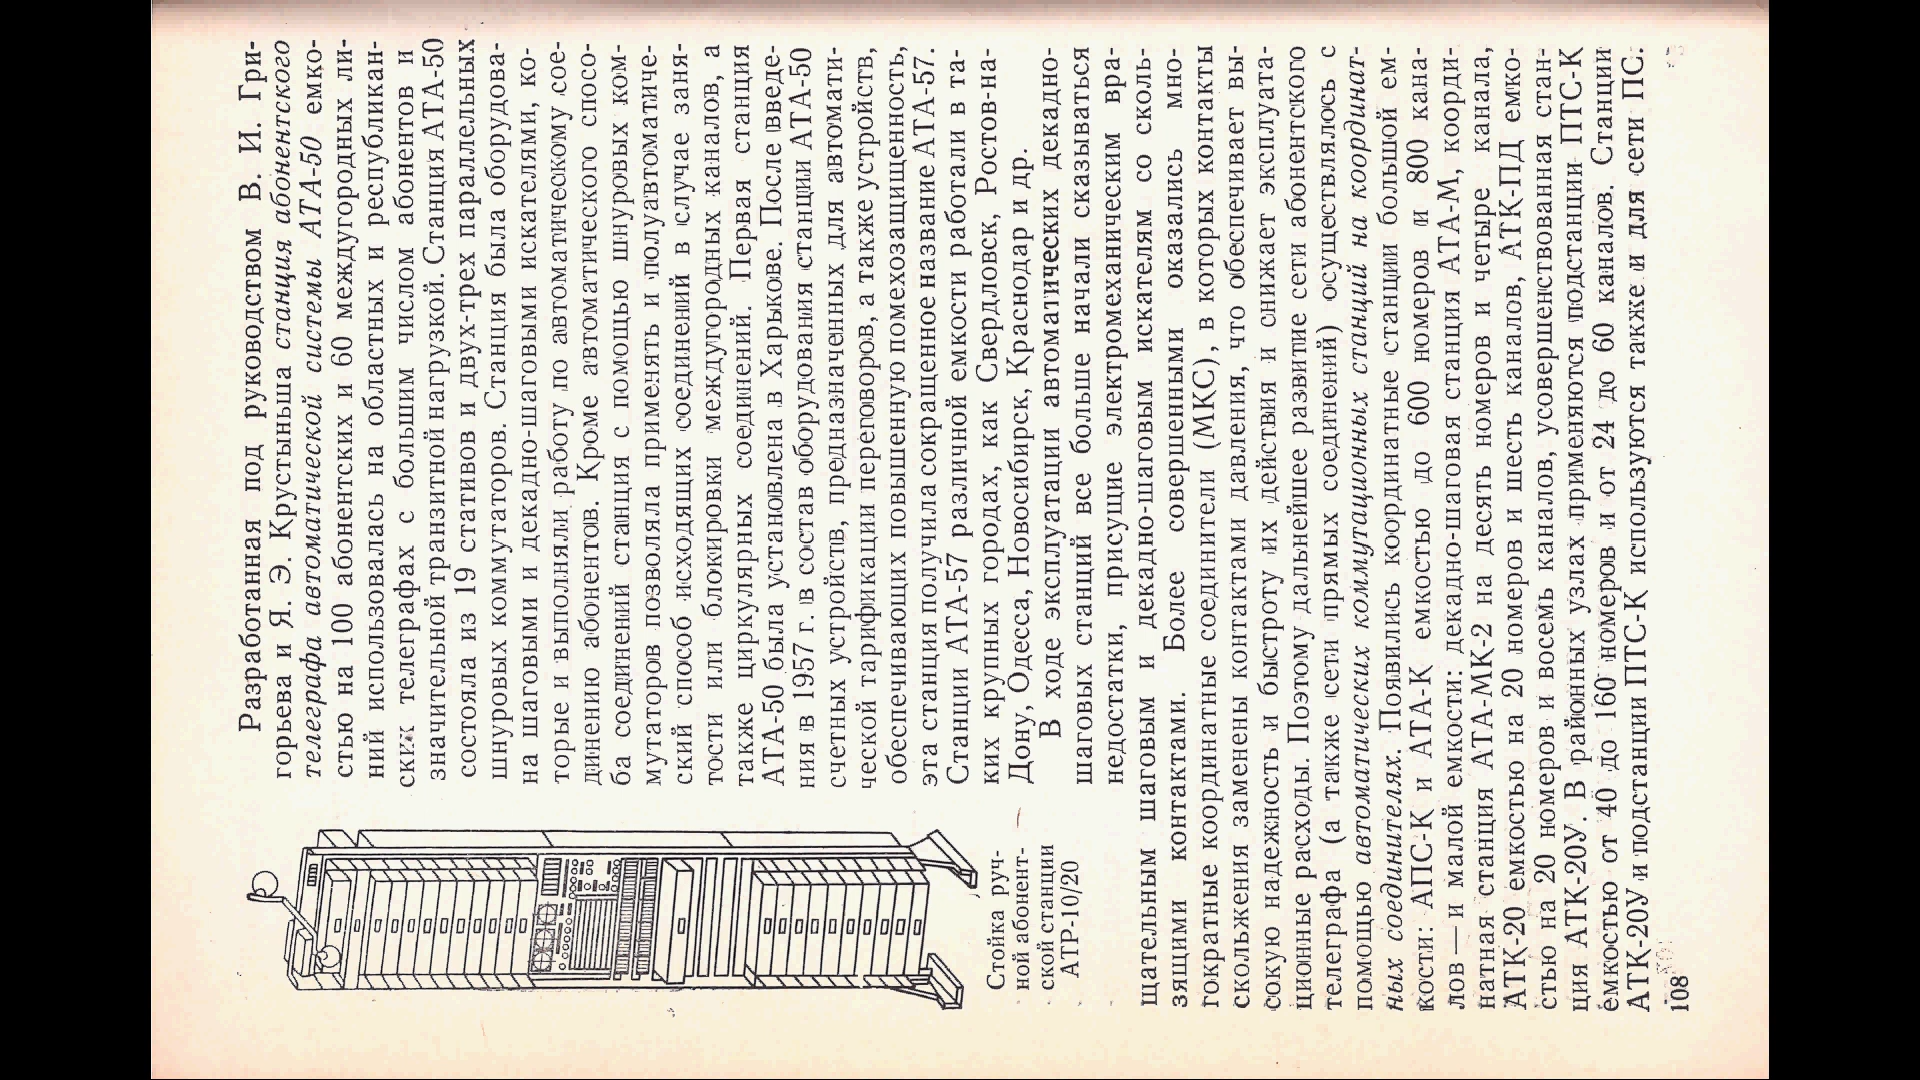 Разработанная под руководством В. И. Гри-
горьева и Я. Э. Крустыньша станция абонентского
телеграфа автоматической системы АТА-50 емко-
стью на 100 абонентских и 60 междугородных ли-
ний использовалась на областных и республикан-
ских телеграфах с большим числом абонентов и
значительной транзитной нагрузкой. Станция АТА-50
состояла из 19 стативов и двух-трех параллельных
шнуровых коммутаторов. Станция была оборудова-
на шаговыми и декадно-шаговыми искателями, ко-
торые и выполняли работу по автоматическому сое-
динению абонентов. Кроме автоматического спосо-
ба соединений станция с помощью шнуровых ком-
мутаторов позволяла применять и полуавтоматиче-
ский способ исходящих соединений в случае заня-
тости или блокировки междугородных каналов, а
также циркулярных соединений. Первая станция
АТА-50 была установлена в Харькове. После введе-
ния в 1957 г. в состав оборудования станции АТА-50
счетных устройств, предназначенных для автомати-
ческой тарификации переговоров, а также устройств,
обеспечивающих повышенную помехозащищенность,
эта станция получила сокращенное название АТА-57.
Станции АТА-57 различной емкости работали в та-
ких крупных городах, как Свердловск, Ростов-на-
Дону, Одесса, Новосибирск, Краснодар и др.
В ходе эксплуатации автоматических декадно-
шаговых станций все больше начали сказываться
недостатки, присущие электромеханическим вра-
Стойка руч-
ной абонент-
ской станции
АТР-10/20
щательным шаговым и декадно-шаговым искателям со сколь-
зящими контактами. Более совершенными оказались мно-
гократные координатные соединители (МКС), в которых контакты
скольжения заменены контактами давления, что обеспечивает вы-
сокую надежность и быстроту их действия и снижает эксплуата-
ционные расходы. Поэтому дальнейшее развитие сети абонентского
телеграфа (а также сети прямых соединений) осуществлялось с
помощью автоматических коммутационных станций на координат-
ных соединителях. Появились координатные станции большой ем-
кости: АПС-К и АТА-К емкостью до 600 номеров и 800 кана-
лов — и малой емкости: декадно-шаговая станция АТА-М, коорди-
натная станция АТА-МК-2 на десять номеров и четыре канала,
АТК-20 емкостью на 20 номеров и шесть каналов, АТК-ПД емко-
стью на 20 номеров и восемь каналов, усовершенствованная стан-
ция АТК-20У. В районных узлах применяются подстанции ПТС-К
емкостью от 40 до 160 номеров и от 24 до 60 каналов. Станции
АТК-20У и подстанции ПТС-К используются также и для сети ПС.
108